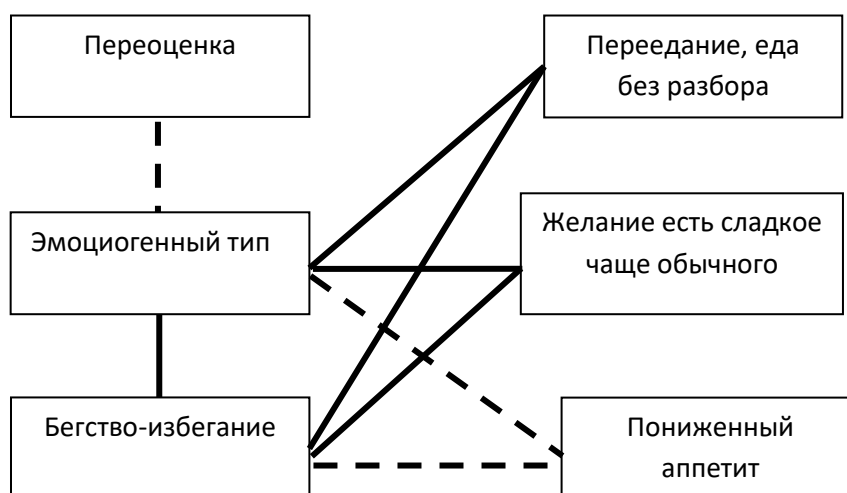 Переоценка
Переедание, еда
без разбора
Эмоциогенный тип
Желание есть сладкое
чаще обычного
Бегство-избегание
Пониженный
аппетит